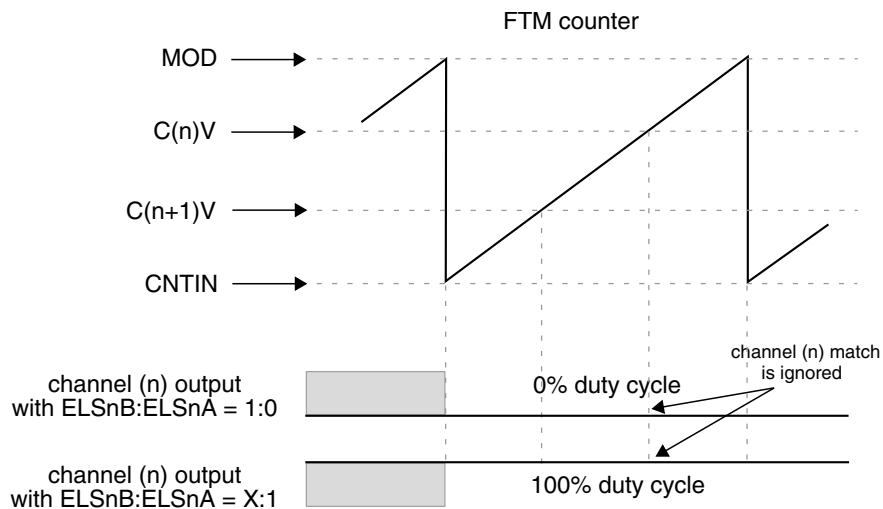 FTM counter
MOD
C(n)V
C(n+1)V
CNTIN
channel (n) match
is ignored
channel (n) output
with ELSnB:ELSnA = 1:0
0% duty cycle
channel (n) output
with ELSnB:ELSnA = X:1
100% duty cycle